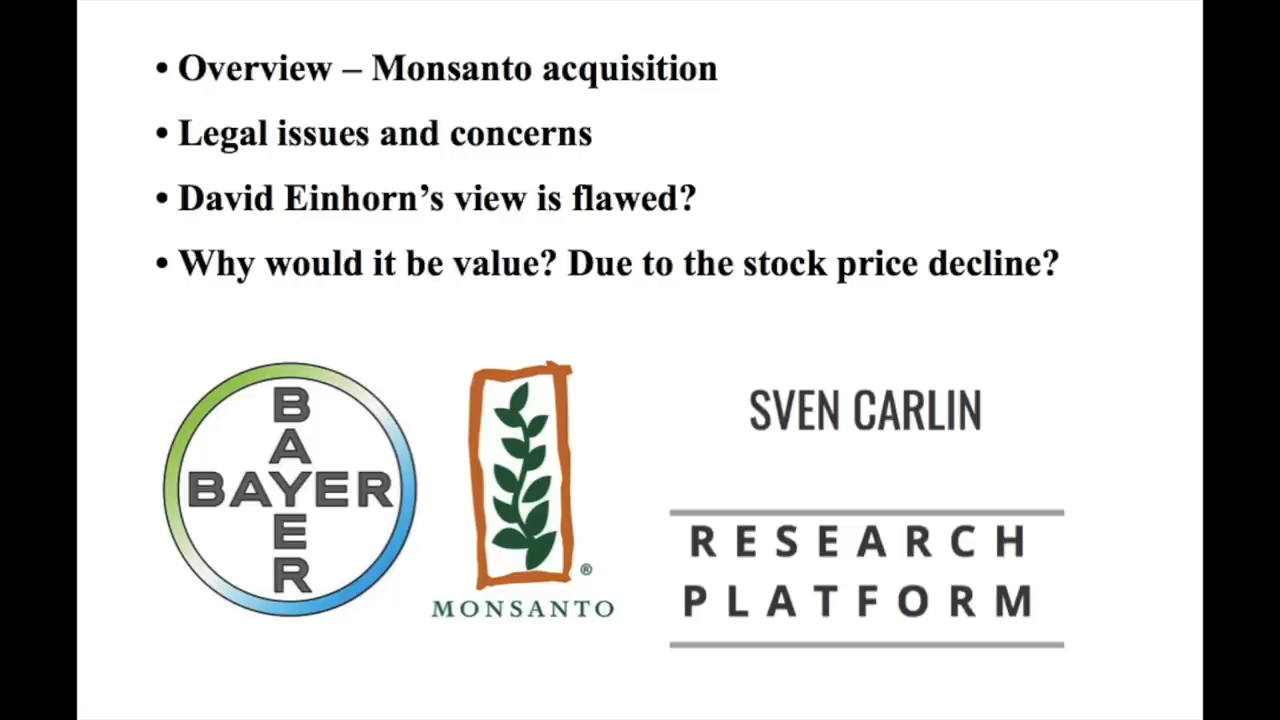 • Overview – Monsanto acquisition
• Legal issues and concerns
• David Einhorn’s view is flawed?
• Why would it be value? Due to the stock price decline?
BAYER
BAYER
MONSANTO®
SVEN CARLIN
RESEARCH
PLATFORM